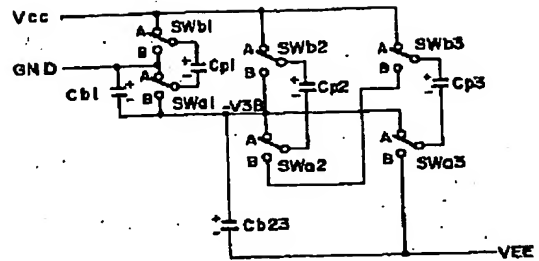 Vcc
SWb1
SWb2
SWb3
A
A
A
B
B
B
GND
A
Cp1
Cp2
Cp3
Cb1
B
SWa1
-V3B
A
A
B
SWa2
B
SWa3
Cb23
VEE